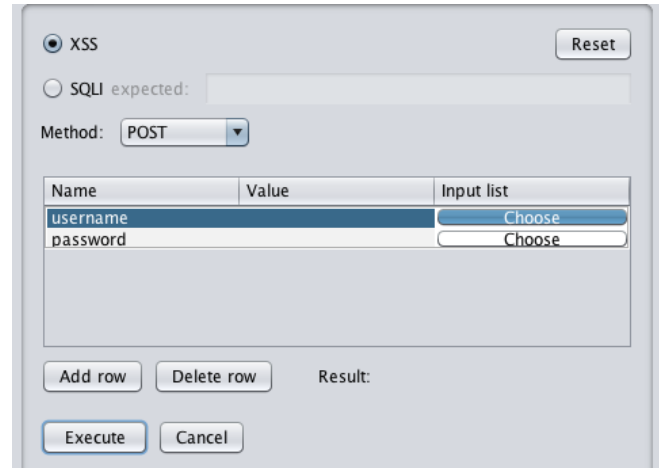 XSS Reset
SQLI expected:
Method: POST
Name Value Input list
username Choose
password Choose
Add row Delete row Result:
Execute Cancel